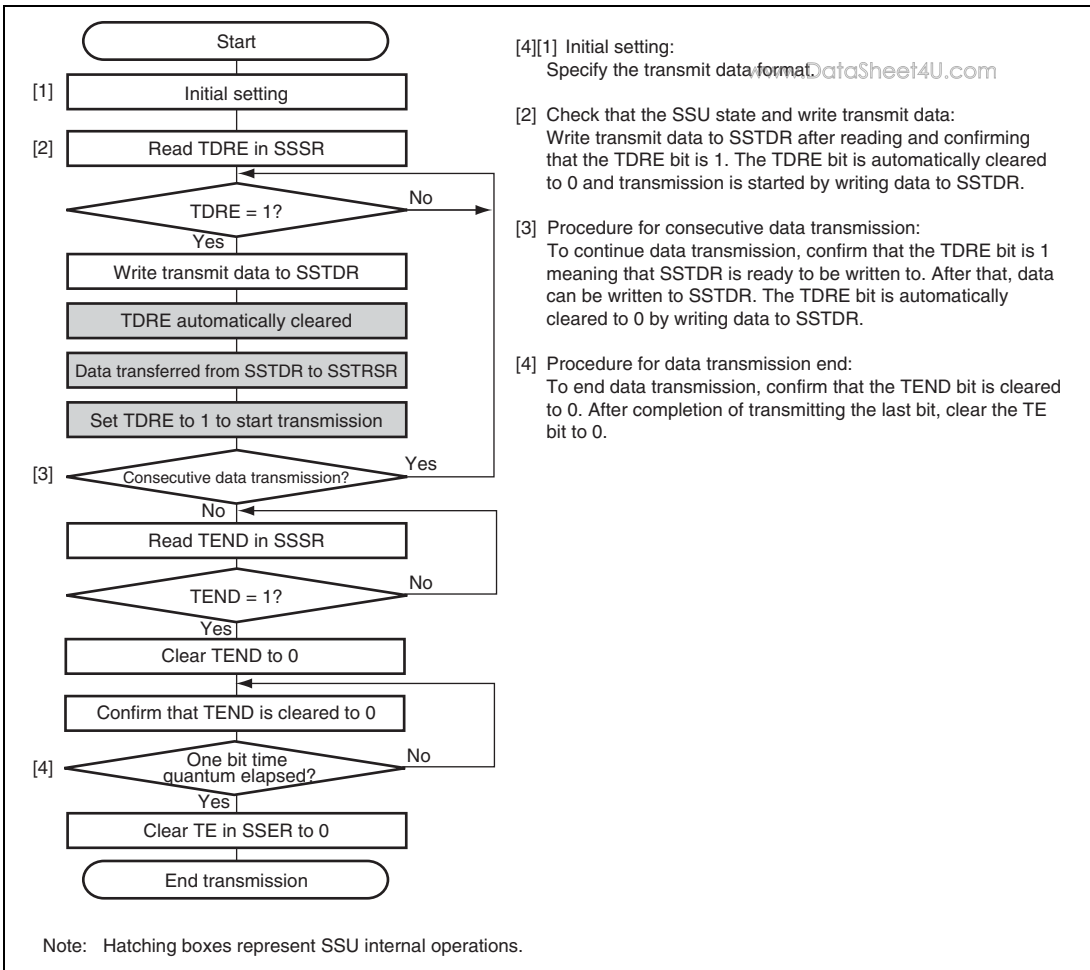 Start
[1] Initial setting
[2] Read TDRE in SSSR
TDRE = 1?
No
Yes
Write transmit data to SSTDR
TDRE automatically cleared
Data transferred from SSTDR to SSTRSR
Set TDRE to 1 to start transmission
[3] Consecutive data transmission?
Yes
No
Read TEND in SSSR
TEND = 1?
No
Yes
Clear TEND to 0
Confirm that TEND is cleared to 0
[4] One bit time
quantum elapsed?
No
Yes
Clear TE in SSER to 0
End transmission
[4][1] Initial setting:
Specify the transmit data format.
www.DataSheet4U.com
[2] Check that the SSU state and write transmit data:
Write transmit data to SSTDR after reading and confirming
that the TDRE bit is 1. The TDRE bit is automatically cleared
to 0 and transmission is started by writing data to SSTDR.
[3] Procedure for consecutive data transmission:
To continue data transmission, confirm that the TDRE bit is 1
meaning that SSTDR is ready to be written to. After that, data
can be written to SSTDR. The TDRE bit is automatically
cleared to 0 by writing data to SSTDR.
[4] Procedure for data transmission end:
To end data transmission, confirm that the TEND bit is cleared
to 0. After completion of transmitting the last bit, clear the TE
bit to 0.
Note: Hatching boxes represent SSU internal operations.